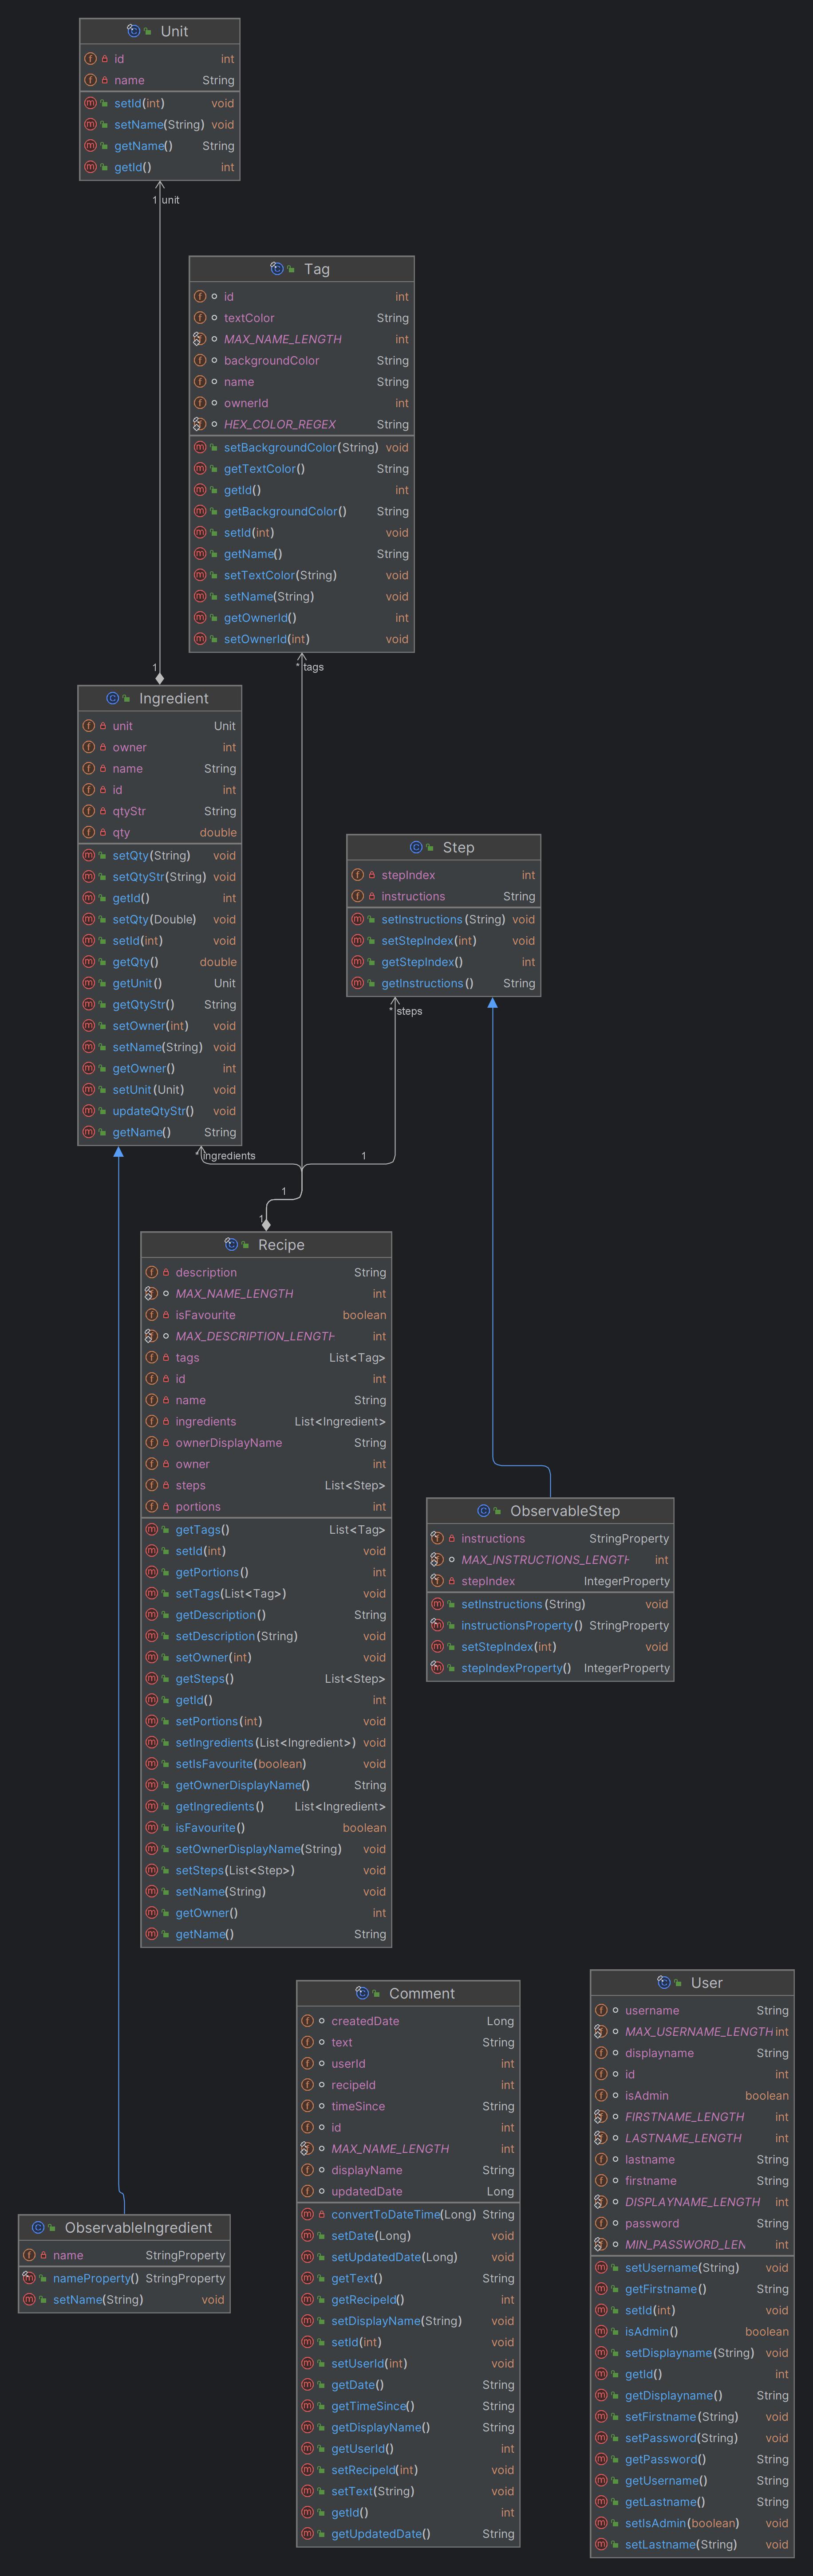 Unit
id int
name String
setId(int) void
setName(String) void
getName() String
getId() int
1 unit
Tag
id int
textColor String
MAX_NAME_LENGTH int
backgroundColor String
name String
ownerId int
HEX_COLOR_REGEX String
setBackgroundColor(String) void
getTextColor() String
getId() int
getBackgroundColor() String
setId(int) void
getName() String
setTextColor(String) void
setName(String) void
getOwnerId() int
setOwnerId(int) void
1
* tags
Ingredient
unit Unit
owner int
name String
id int
qtyStr String
qty double
setQty(String) void
setQtyStr(String) void
getId() int
setQty(Double) void
setId(int) void
getQty() double
getUnit() Unit
getQtyStr() String
setOwner(int) void
setName(String) void
getOwner() int
setUnit(Unit) void
updateQtyStr() void
getName() String
Step
stepIndex int
instructions String
setInstructions(String) void
setStepIndex(int) void
getStepIndex() int
getInstructions() String
* steps
* ingredients
1
1
1
Recipe
description String
MAX_NAME_LENGTH int
isFavourite boolean
MAX_DESCRIPTION_LENGTH int
tags List<Tag>
id int
name String
ingredients List<Ingredient>
ownerDisplayName String
owner int
steps List<Step>
portions int
getTags() List<Tag>
setId(int) void
getPortions() int
setTags(List<Tag>) void
getDescription() String
setDescription(String) void
setOwner(int) void
getSteps() List<Step>
getId() int
setPortions(int) void
setIngredients(List<Ingredient>) void
setIsFavourite(boolean) void
getOwnerDisplayName() String
getIngredients() List<Ingredient>
isFavourite() boolean
setOwnerDisplayName(String) void
setSteps(List<Step>) void
setName(String) void
getOwner() int
getName() String
ObservableStep
instructions StringProperty
MAX_INSTRUCTIONS_LENGTH int
stepIndex IntegerProperty
setInstructions(String) void
instructionsProperty() StringProperty
setStepIndex(int) void
stepIndexProperty() IntegerProperty
ObservableIngredient
name StringProperty
nameProperty() StringProperty
setName(String) void
Comment
createdDate Long
text String
userId int
recipeId int
timeSince String
id int
MAX_NAME_LENGTH int
displayName String
updatedDate Long
convertToDateTime(Long) String
setDate(Long) void
setUpdatedDate(Long) void
getText() String
getRecipeId() int
setDisplayName(String) void
setId(int) void
setUserId(int) void
getDate() String
getTimeSince() String
getDisplayName() String
getUserId() int
setRecipeId(int) void
setText(String) void
getId() int
getUpdatedDate() String
User
username String
MAX_USERNAME_LENGTH int
displayname String
id int
isAdmin boolean
FIRSTNAME_LENGTH int
LASTNAME_LENGTH int
lastname String
firstname String
DISPLAYNAME_LENGTH int
password String
MIN_PASSWORD_LEN int
setUsername(String) void
getFirstname() String
setId(int) void
isAdmin() boolean
setDisplayname(String) void
getId() int
getDisplayname() String
setFirstname(String) void
setPassword(String) void
getPassword() String
getUsername() String
getLastname() String
setIsAdmin(boolean) void
setLastname(String) void